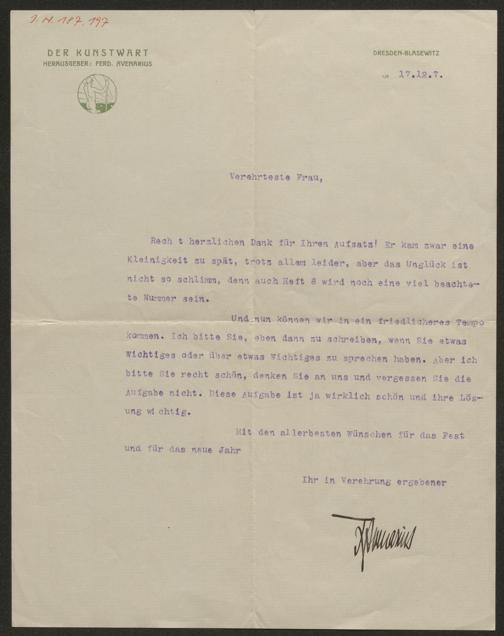 J. N. 187.197
DER KUNSTWART
HERAUSGEBER: FERD. AVENARIUS
DRESDEN-BLASEWITZ
17.12.7.
Verehrteste Frau,
Rech t herzlichen Dank für Ihren Aufsatz! Er kam zwar eine
Kleinigkeit zu spät, trotz allem leider, aber das Unglück ist
nicht so schlimm, denn auch Heft 8 wird noch eine viel beachte-
te Nummer sein.
Und nun können wir in ein friedlicheres Tempo
kommen. Ich bitte Sie, eben dann zu schreiben, wenn Sie etwas
Wichtiges oder über etwas Wichtiges zu sprechen haben. Aber ich
bitte Sie recht schön, denken Sie an uns und vergessen Sie die
Aufgabe nicht. Diese Aufgabe ist ja wirklich schön und ihre Lös-
ung wi chtig.
Mit den allerbesten Wünschen für das Fest
und für das neue Jahr
Ihr in Verehrung ergebener
Avenarius